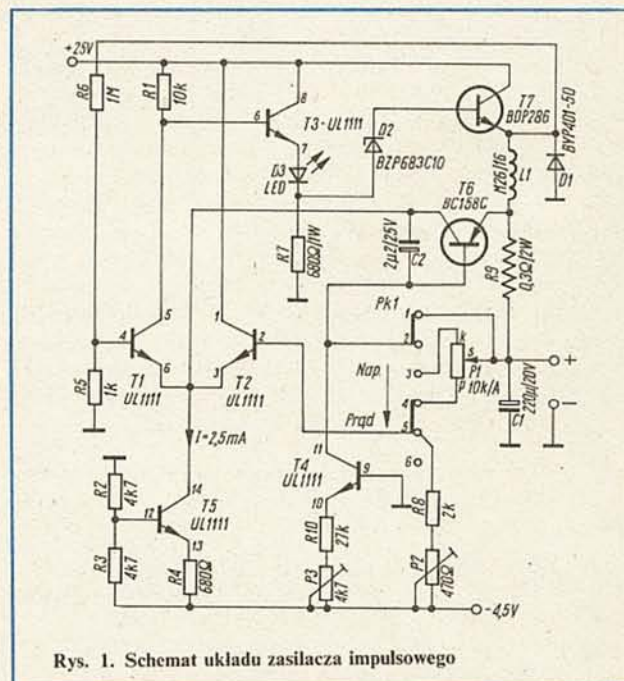 +25V
R6
1M
R1
10k
8
6
T3-UL1111
7
D3
LED
D2
BZP683C10
T7
BDP286
BYP401-50
D1
M26/16
L1
T6
BC158C
R7
680Ω/1W
2µ2/25V
C2
R9
0,3Ω/2W
Pk1
1
2
k
3
s
P1
P 10k/A
+
4
5
6
220µ/20V
C1
–
Nap.
Prąd
5
4
T1
UL1111
6
1
2
3
T2
UL1111
R5
1k
I=2,5mA
R2
4k7
R3
4k7
14
12
T5
UL1111
13
R4
680Ω
11
T4
UL1111
9
10
R10
27k
P3
4k7
R8
2k
P2
470Ω
-4,5V
Rys. 1. Schemat układu zasilacza impulsowego